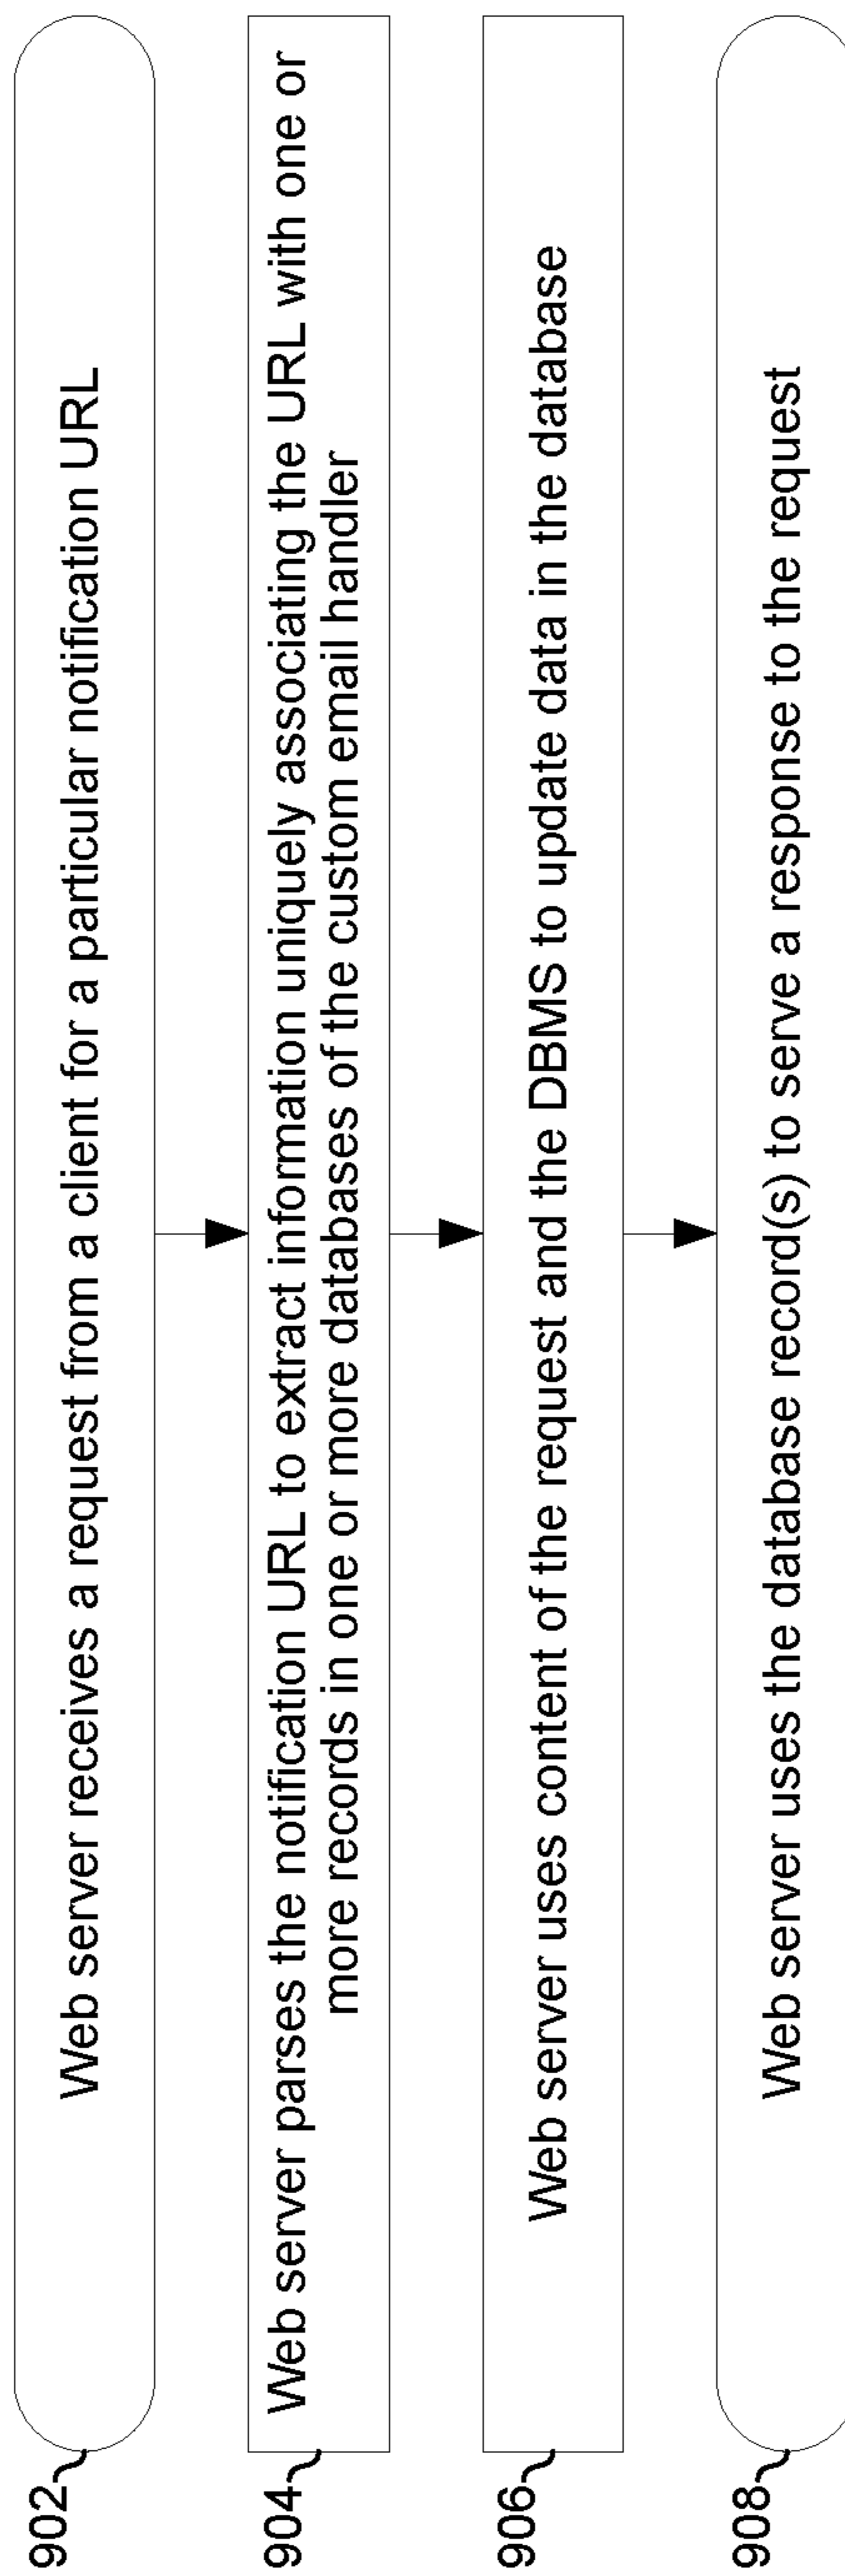 902
Web server receives a request from a client for a particular notification URL
904
Web server parses the notification URL to extract information uniquely associating the URL with one or
more records in one or more databases of the custom email handler
906
Web server uses content of the request and the DBMS to update data in the database
908
Web server uses the database record(s) to serve a response to the request